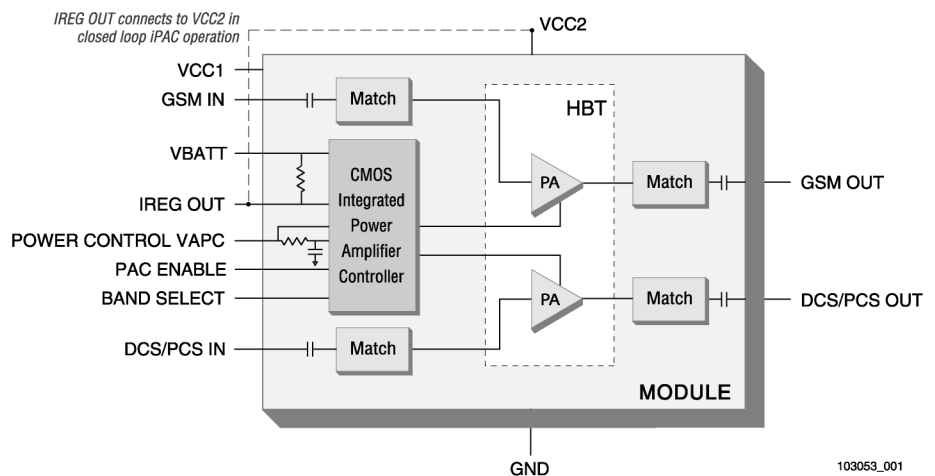 IREG OUT connects to VCC2 in
closed loop iPAC operation
VCC2
VCC1
GSM IN
Match
HBT
VBATT
CMOS
Integrated
Power
Amplifier
Controller
PA
Match
GSM OUT
IREG OUT
POWER CONTROL VAPC
PAC ENABLE
BAND SELECT
PA
Match
DCS/PCS OUT
DCS/PCS IN
Match
MODULE
GND
103053_001